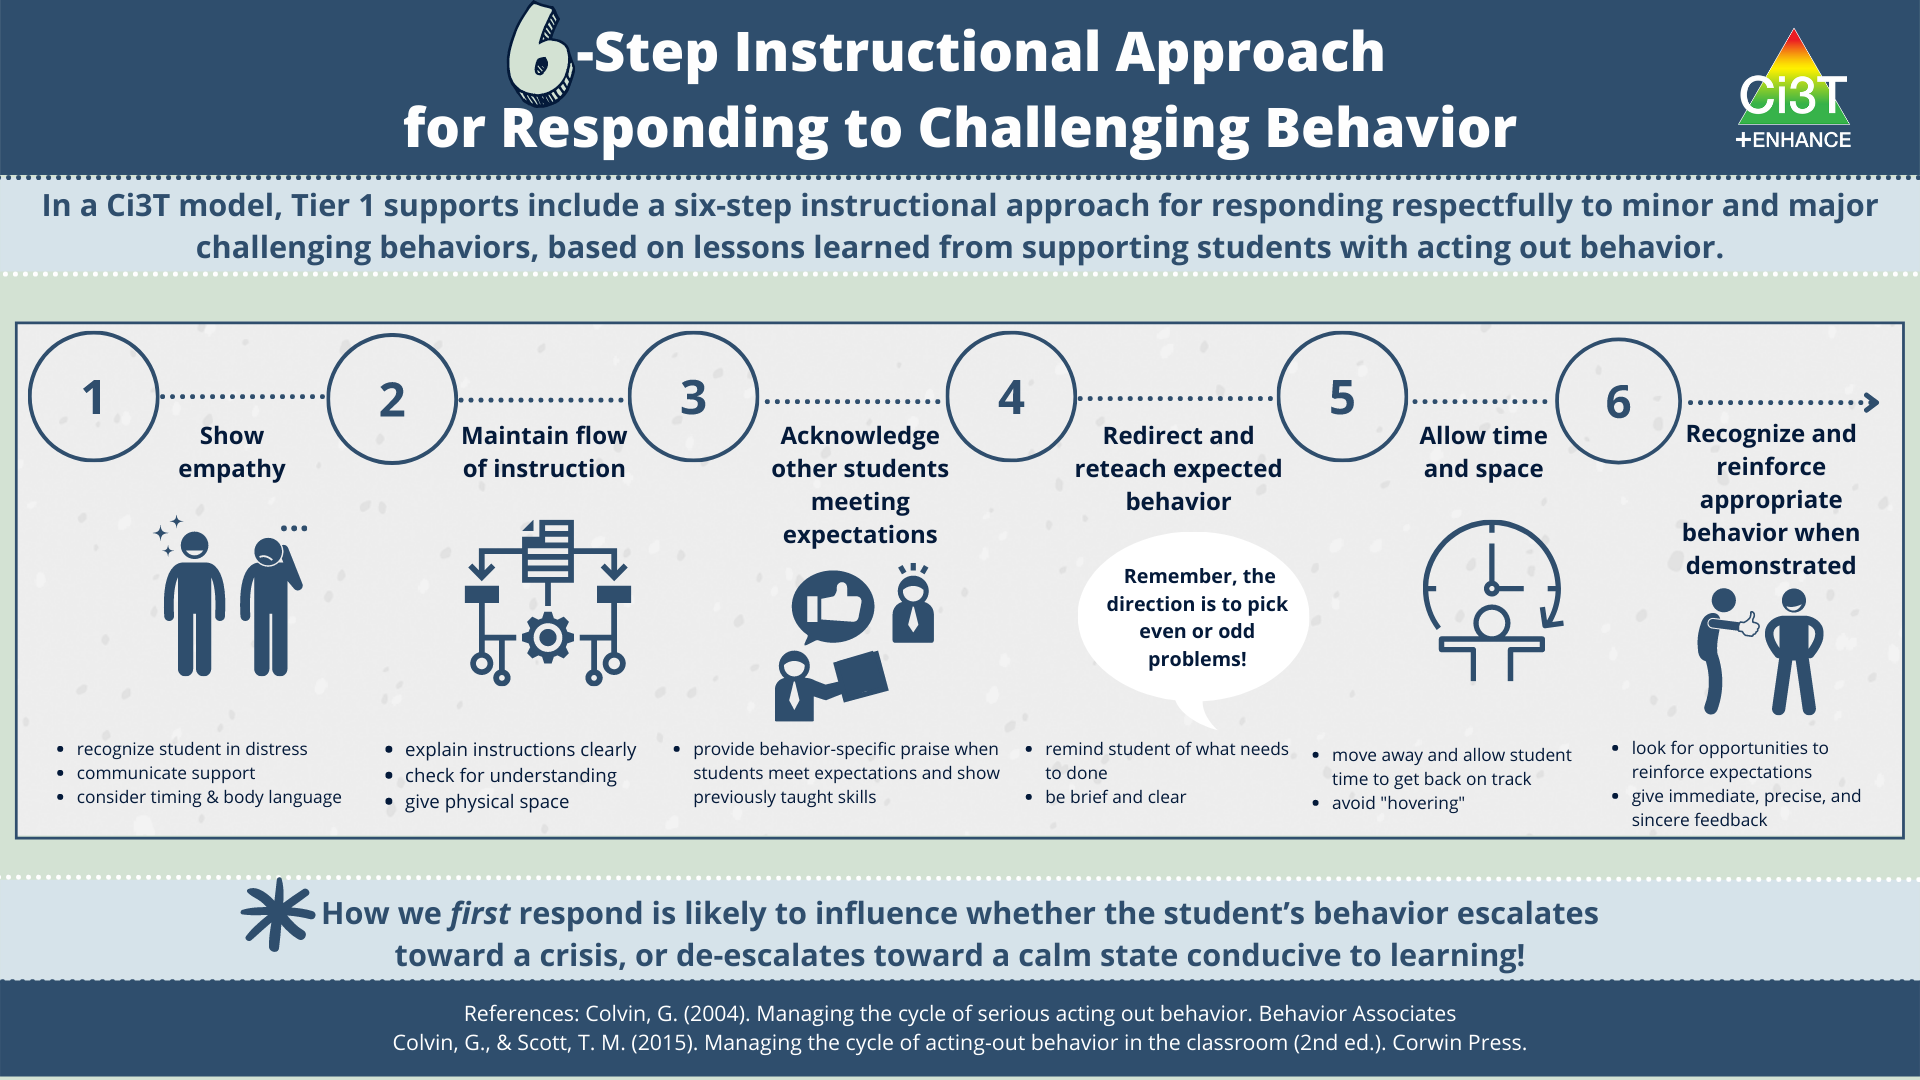 6-Step Instructional Approach
for Responding to Challenging Behavior
Ci3T
+ENHANCE
In a Ci3T model, Tier 1 supports include a six-step instructional approach for responding respectfully to minor and major
challenging behaviors, based on lessons learned from supporting students with acting out behavior.
1
Show
empathy
• recognize student in distress
• communicate support
• consider timing & body language
2
Maintain flow
of instruction
• explain instructions clearly
• check for understanding
• give physical space
3
Acknowledge
other students
meeting
expectations
• provide behavior-specific praise when
students meet expectations and show
previously taught skills
4
Redirect and
reteach expected
behavior
Remember, the
direction is to pick
even or odd
problems!
• remind student of what needs
to done
• be brief and clear
5
Allow time
and space
• move away and allow student
time to get back on track
• avoid "hovering"
6
Recognize and
reinforce
appropriate
behavior when
demonstrated
• look for opportunities to
reinforce expectations
• give immediate, precise, and
sincere feedback
How we first respond is likely to influence whether the student’s behavior escalates
toward a crisis, or de-escalates toward a calm state conducive to learning!
References: Colvin, G. (2004). Managing the cycle of serious acting out behavior. Behavior Associates
Colvin, G., & Scott, T. M. (2015). Managing the cycle of acting-out behavior in the classroom (2nd ed.). Corwin Press.